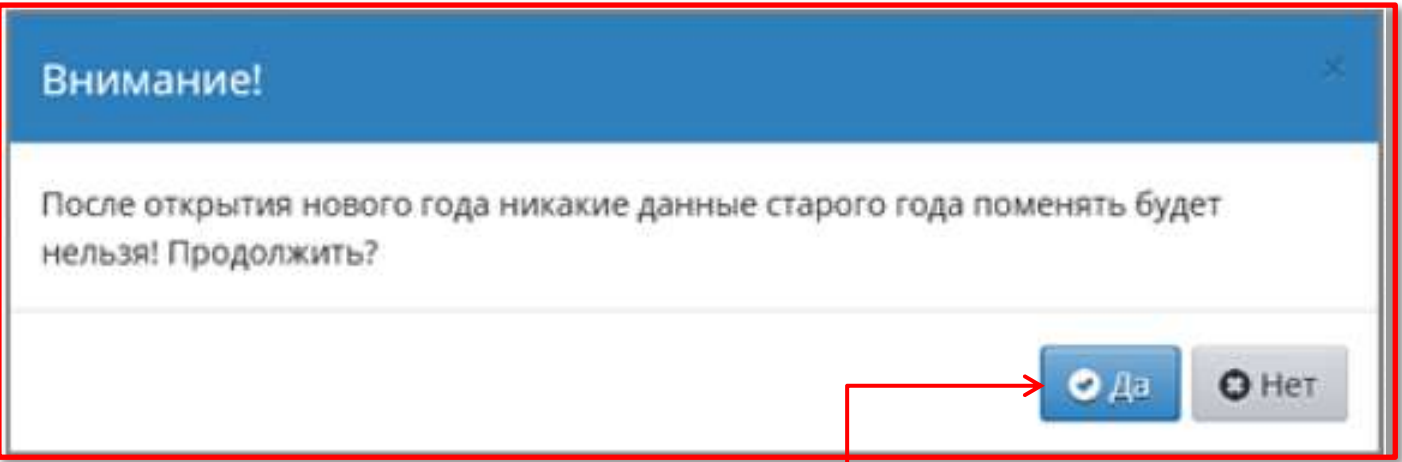 Внимание!
После открытия нового года никакие данные старого года поменять будет
нельзя! Продолжить?
Да
Нет